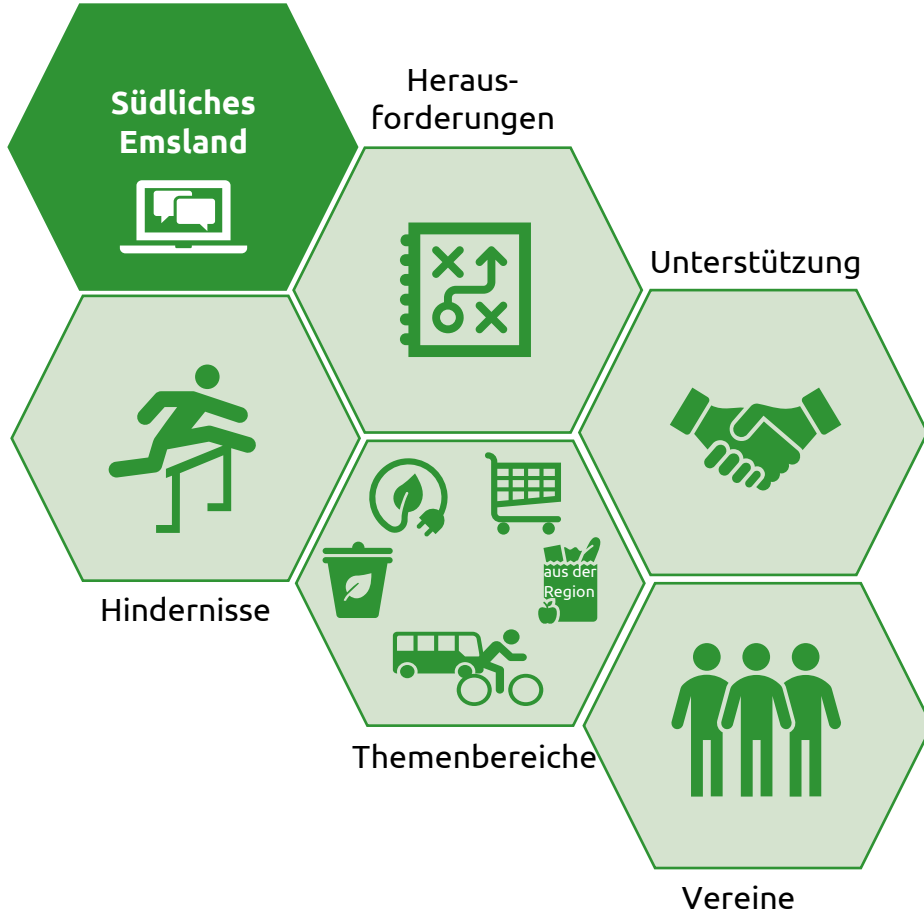 Südliches
Emsland
Heraus-
forderungen
Unterstützung
aus der
Region
Hindernisse
Themenbereiche
Vereine